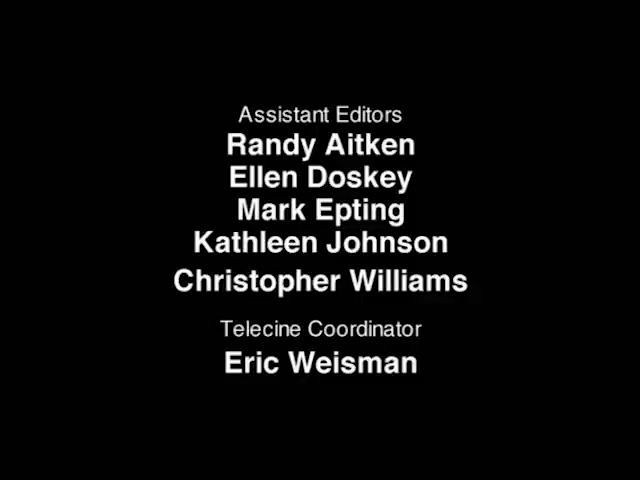 Assistant Editors
Randy Aitken
Ellen Doskey
Mark Epting
Kathleen Johnson
Christopher Williams
Telecine Coordinator
Eric Weisman